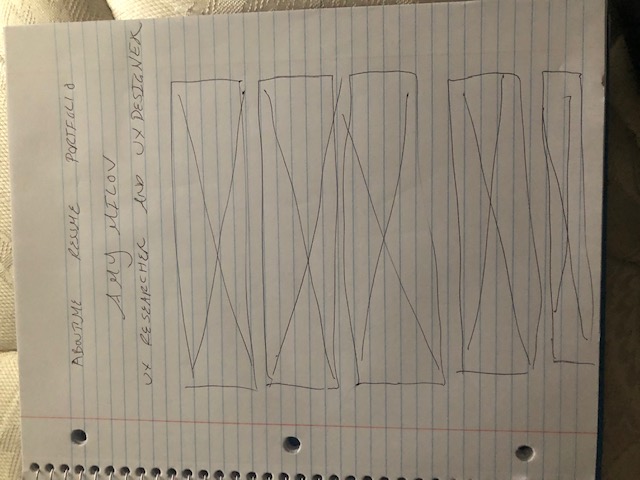 ABOUT ME RESUME PORTFOLIO
AMY MILOV
UX RESEARCHER AND UX DESIGNER